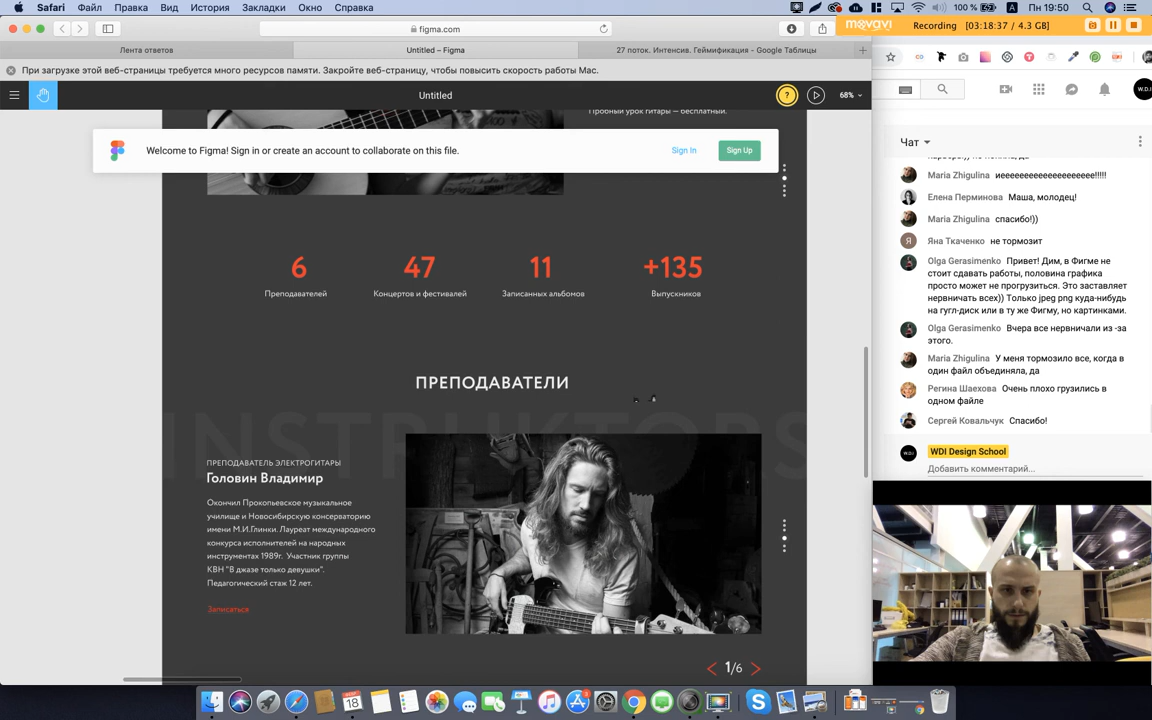 Safari Файл Правка Вид История Закладки Окно Справка
100 % A Пн 19:50
movavi Recording [03:18:37 / 4.3 GB]
figma.com
Лента ответов
Untitled – Figma
27 поток. Интенсив. Геймификация - Google Таблицы
При загрузке этой веб-страницы требуется много ресурсов памяти. Закройте веб-страницу, чтобы повысить скорость работы Mac.
Untitled
? 68%
Пробный урок гитары — бесплатный.
Welcome to Figma! Sign in or create an account to collaborate on this file.
Sign In
Sign Up
6
47
11
+135
Преподавателей
Концертов и фестивалей
Записанных альбомов
Выпускников
ПРЕПОДАВАТЕЛИ
INSTRUKTORS
ПРЕПОДАВАТЕЛЬ ЭЛЕКТРОГИТАРЫ
Головин Владимир
Окончил Прокопьевское музыкальное
училище и Новосибирскую консерваторию
имени М.И.Глинки. Лауреат международного
конкурса исполнителей на народных
инструментах 1989г. Участник группы
КВН "В джазе только девушки".
Педагогический стаж 12 лет.
Записаться
1/6
Чат
Maria Zhigulina иееееееееееееееееееее!!!!!
Елена Перминова Маша, молодец!
Maria Zhigulina спасибо!))
Я Яна Ткаченко не тормозит
Olga Gerasimenko Привет! Дим, в Фигме не
стоит сдавать работы, половина графика
просто может не прогрузиться. Это заставляет
нервничать всех)) Только jpeg png куда-нибудь
на гугл-диск или в ту же Фигму, но картинками.
Olga Gerasimenko Вчера все нервничали из -за
этого.
Maria Zhigulina У меня тормозило все, когда в
один файл объединяла, да
Регина Шаехова Очень плохо грузились в
одном файле
Сергей Ковальчук Спасибо!
WDI Design School
Добавить комментарий...